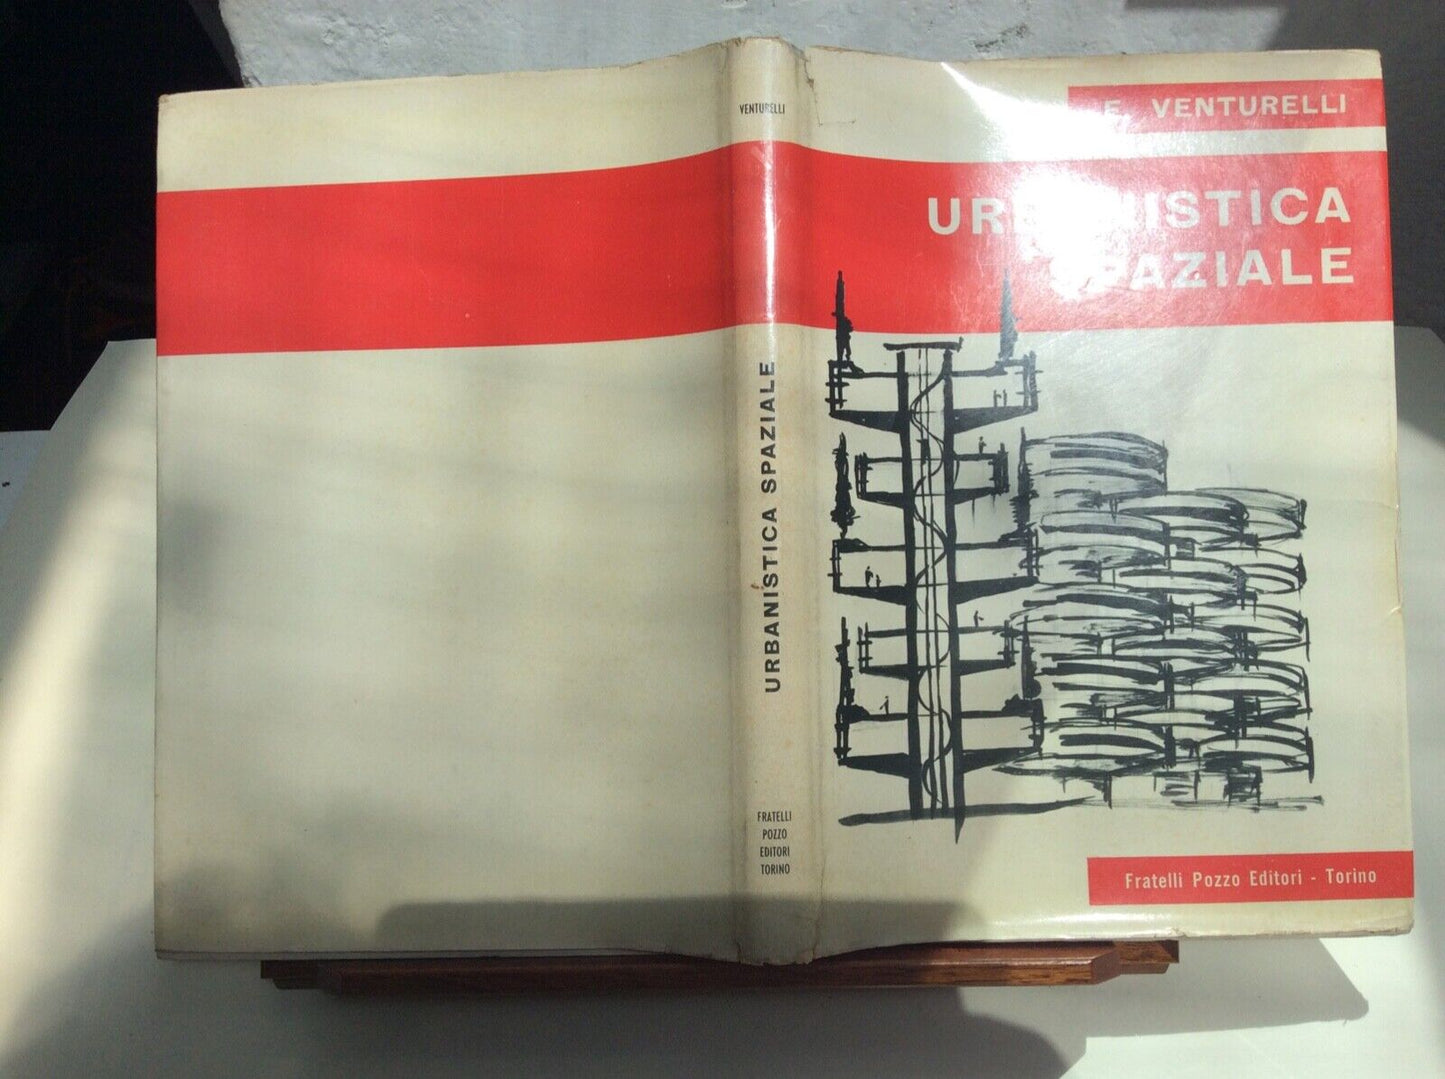 VENTURELLI
URBANISTICA SPAZIALE
FRATELLI
POZZO
EDITORI
TORINO
E. VENTURELLI
URBANISTICA
SPAZIALE
Fratelli Pozzo Editori - Torino